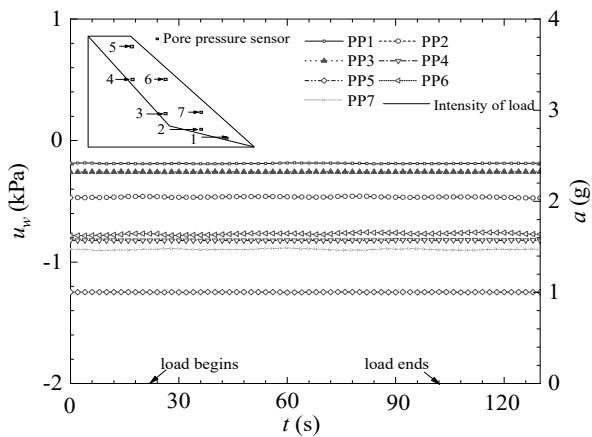 1
0
-1
-2
u_w (kPa)
5
4
3
2
1
6
7
Pore pressure sensor
PP1
PP2
PP3
PP4
PP5
PP6
PP7
Intensity of load
load begins
load ends
0
30
60
90
120
t (s)
4
3
2
1
0
a (g)